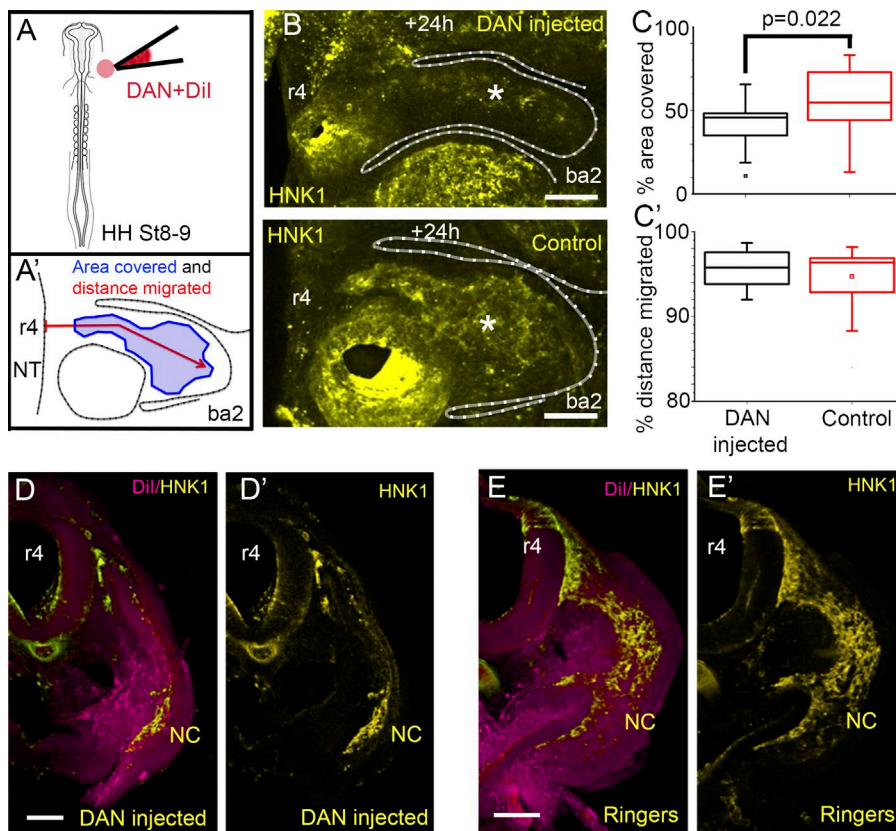 A
DAN+DiI
HH St8-9
A'
Area covered and
distance migrated
r4
NT
ba2
B
+24h
DAN injected
r4
*
ba2
HNK1
HNK1
+24h
Control
r4
*
ba2
C
p=0.022
% area covered
100
50
0
C'
% distance migrated
100
90
80
DAN
injected
Control
D
DiI/HNK1
r4
NC
DAN injected
D'
HNK1
r4
NC
DAN injected
E
DiI/HNK1
r4
NC
Ringers
E'
HNK1
r4
NC
Ringers